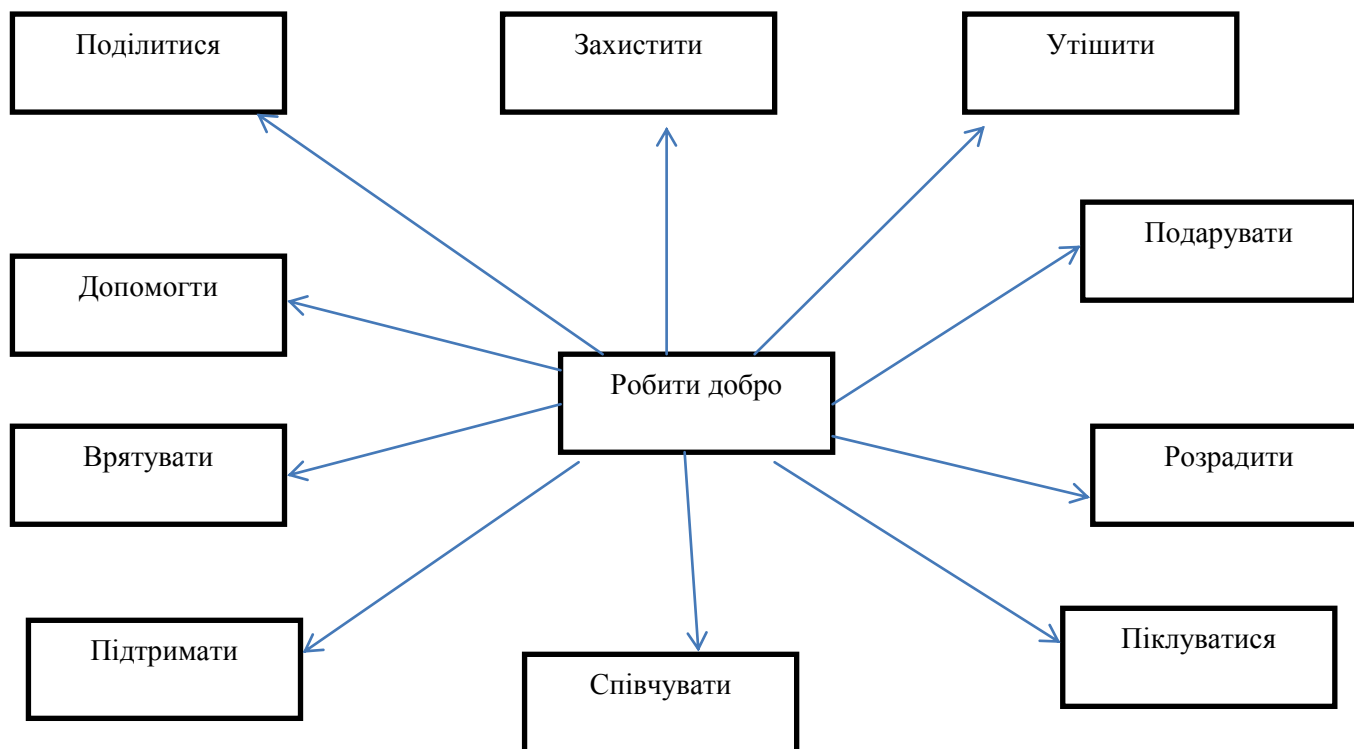 Поділитися
Захистити
Утішити
Подарувати
Допомогти
Робити добро
Врятувати
Розрадити
Підтримати
Співчувати
Піклуватися